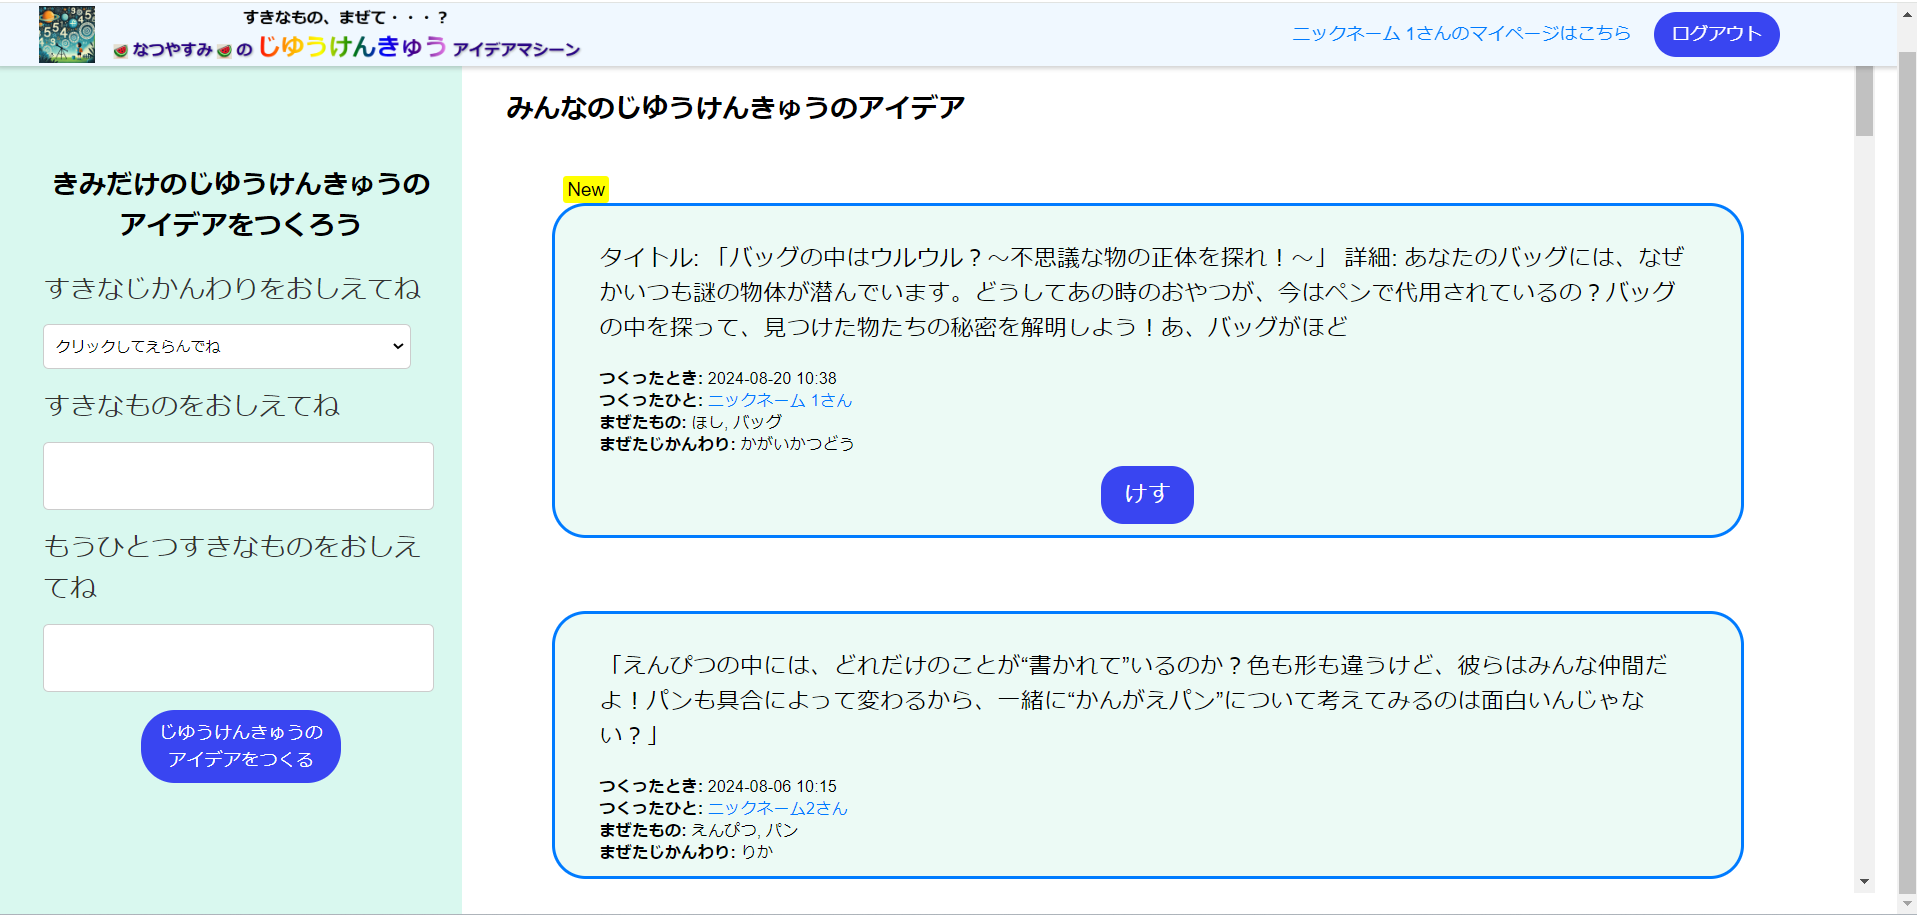 すきなもの、まぜて・・・？
なつやすみの じゆうけんきゅう アイデアマシーン
ニックネーム 1さんのマイページはこちら
ログアウト
きみだけのじゆうけんきゅうの
アイデアをつくろう
すきなじかんわりをおしえてね
クリックしてえらんでね
すきなものをおしえてね
もうひとつすきなものをおしえ
てね
じゆうけんきゅうの
アイデアをつくる
みんなのじゆうけんきゅうのアイデア
New
タイトル: 「バッグの中はウルウル？～不思議な物の正体を探れ！～」 詳細: あなたのバッグには、なぜ
かいつも謎の物体が潜んでいます。どうしてあの時のおやつが、今はペンで代用されているの？バッグ
の中を探って、見つけた物たちの秘密を解明しよう！あ、バッグがほど
つくったとき: 2024-08-20 10:38
つくったひと: ニックネーム 1さん
まぜたもの: ほし, バッグ
まぜたじかんわり: かがいかつどう
けす
「えんぴつの中には、どれだけのことが“書かれて”いるのか？色も形も違うけど、彼らはみんな仲間だ
よ！パンも具合によって変わるから、一緒に“かんがえパン”について考えてみるのは面白いんじゃな
い？」
つくったとき: 2024-08-06 10:15
つくったひと: ニックネーム2さん
まぜたもの: えんぴつ, パン
まぜたじかんわり: りか